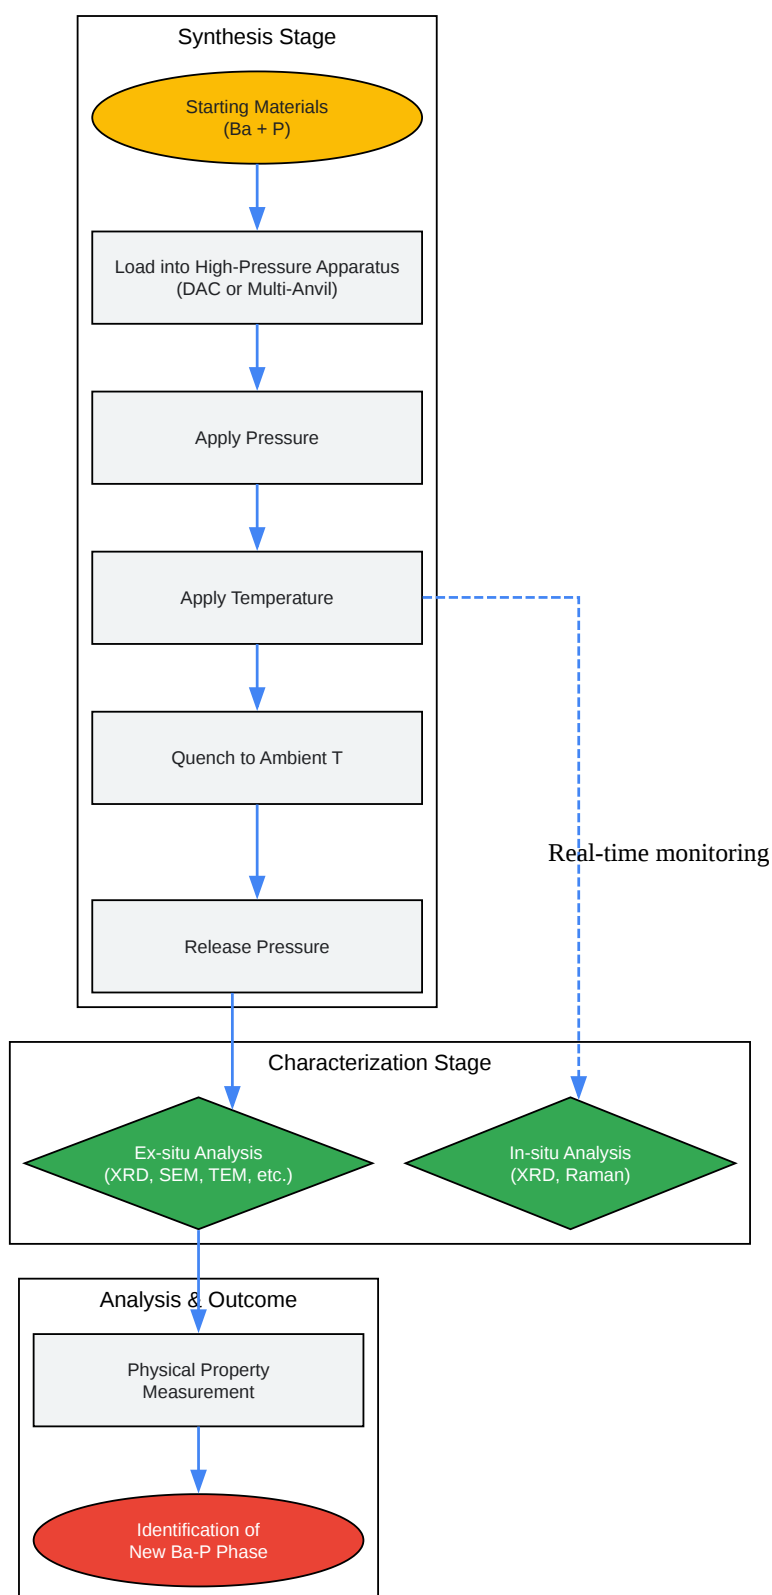 Synthesis Stage
Starting Materials
(Ba + P)
Load into High-Pressure Apparatus
(DAC or Multi-Anvil)
Apply Pressure
Apply Temperature
Quench to Ambient T
Real-time monitoring
Release Pressure
Characterization Stage
Ex-situ Analysis
(XRD, SEM, TEM, etc.)
In-situ Analysis
(XRD, Raman)
Analysis & Outcome
Physical Property
Measurement
Identification of
New Ba-P Phase